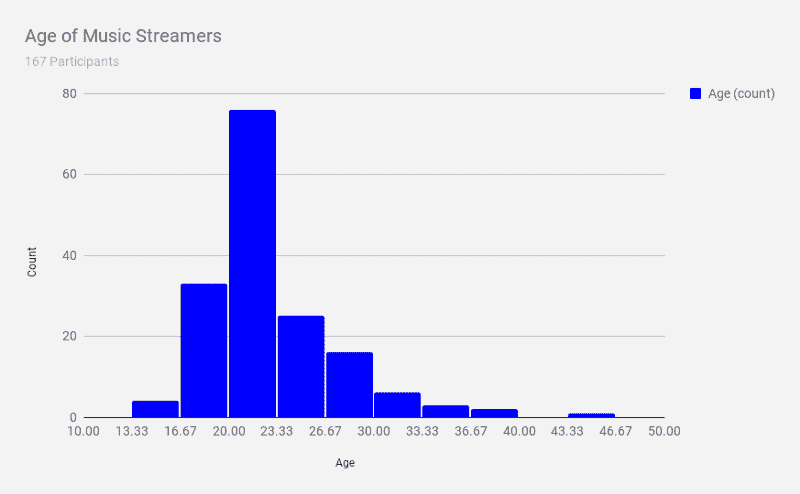 Age of Music Streamers
167 Participants
Age (count)
80
60
40
20
0
Count
10.00 13.33 16.67 20.00 23.33 26.67 30.00 33.33 36.67 40.00 43.33 46.67 50.00
Age